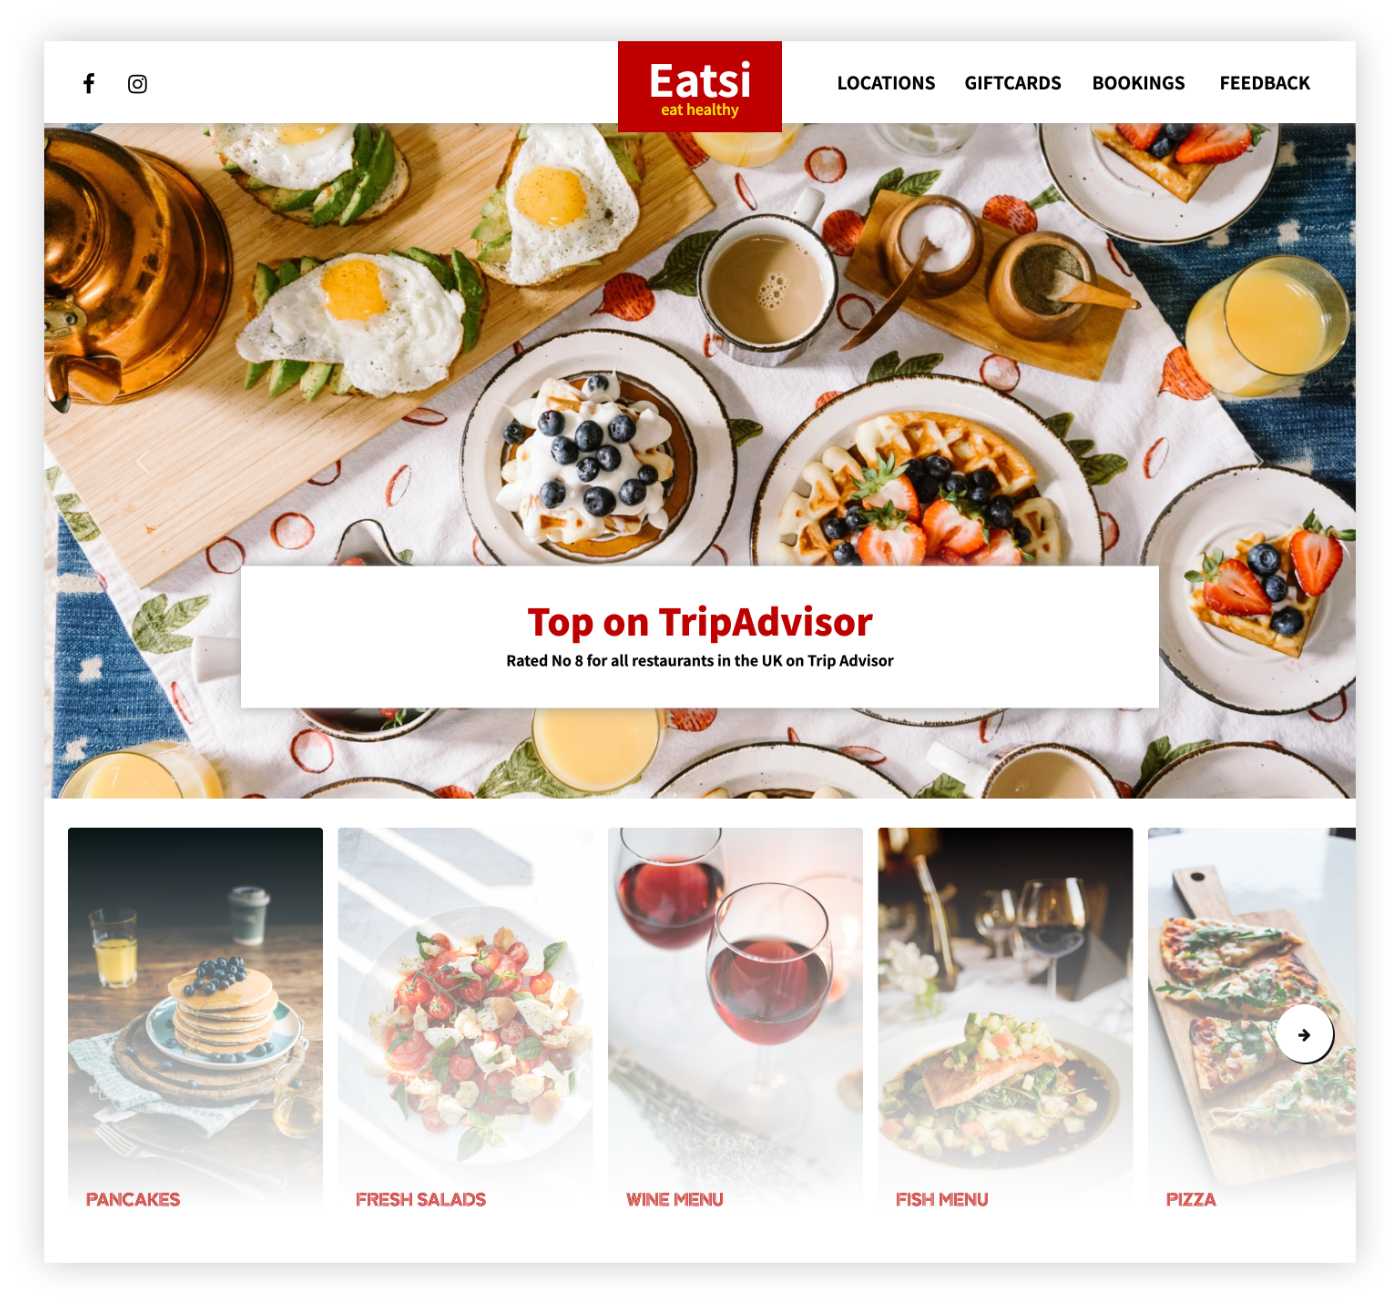 Eatsi
eat healthy
LOCATIONS GIFTCARDS BOOKINGS FEEDBACK
Top on TripAdvisor
Rated No 8 for all restaurants in the UK on Trip Advisor
PANCAKES
FRESH SALADS
WINE MENU
FISH MENU
PIZZA